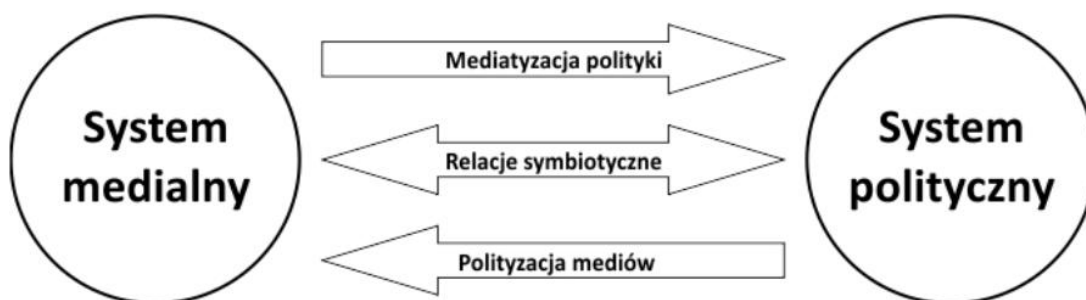 System
medialny
Mediatyzacja polityki
Relacje symbiotyczne
Polityzacja mediów
System
polityczny